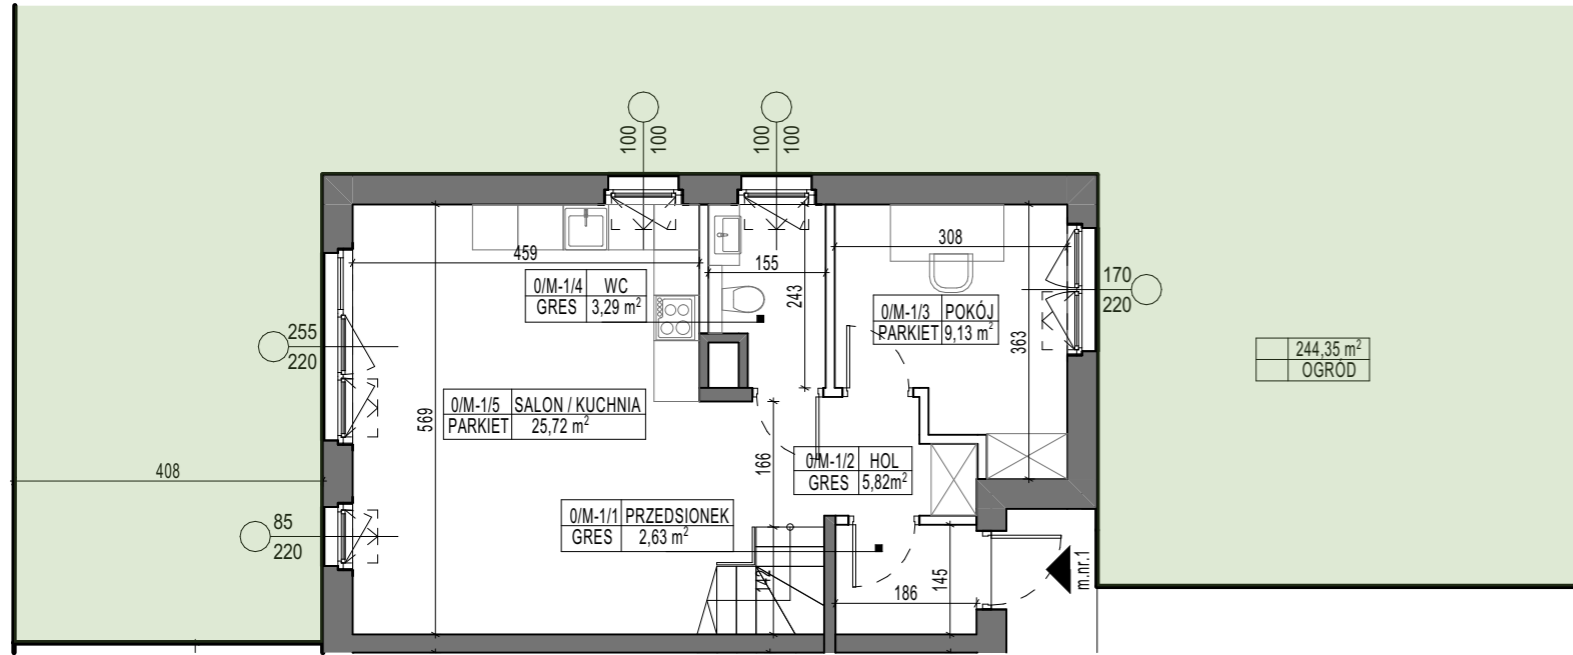 100
100
100
100
459
155
308
243
363
0/M-1/4 WC
GRES 3,29 m²
0/M-1/3 POKÓJ
PARKIET 9,13 m²
170
220
255
220
244,35 m²
OGRÓD
0/M-1/5 SALON / KUCHNIA
PARKIET 25,72 m²
569
408
166
0/M-1/2 HOL
GRES 5,82m²
0/M-1/1 PRZEDSIONEK
GRES 2,63 m²
85
220
142
186
145
m.nr.1